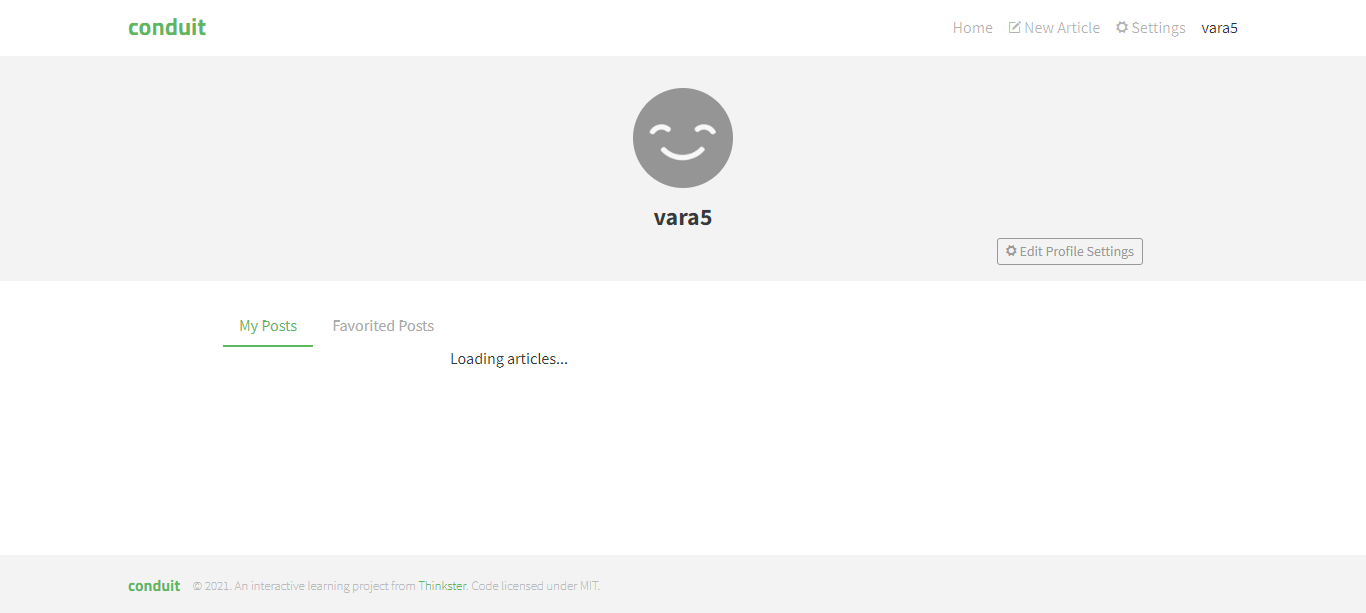 conduit Home New Article Settings vara5
vara5
Edit Profile Settings
My Posts Favorited Posts
Loading articles...
conduit © 2021. An interactive learning project from Thinkster. Code licensed under MIT.